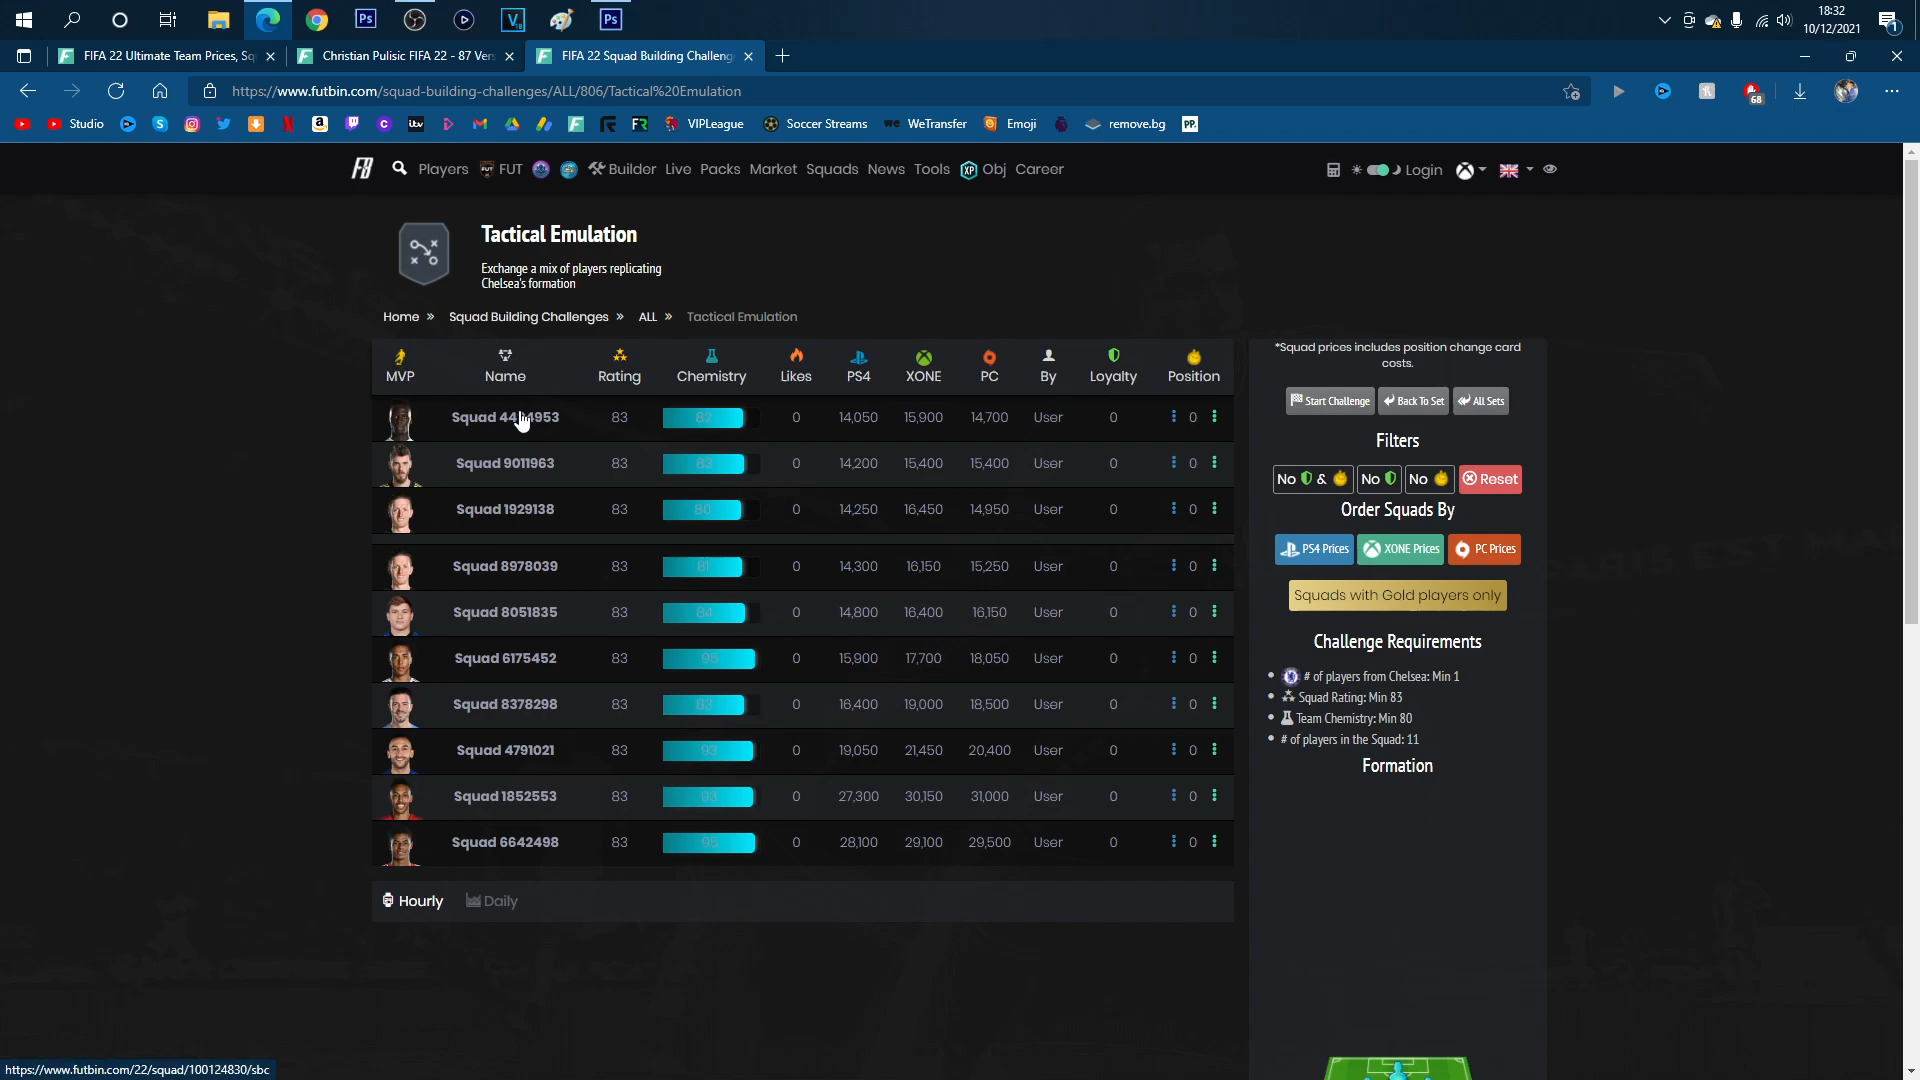 18:32
10/12/2021
1
FIFA 22 Ultimate Team Prices, Sq
Christian Pulisic FIFA 22 - 87 Ver
FIFA 22 Squad Building Challeng
https://www.futbin.com/squad-building-challenges/ALL/806/Tactical%20Emulation
68
Studio
VIPLeague
Soccer Streams
WeTransfer
Emoji
remove.bg
Players FUT Builder Live Packs Market Squads News Tools Obj Career
Login
Tactical Emulation
Exchange a mix of players replicating
Chelsea's formation
Home » Squad Building Challenges » ALL » Tactical Emulation
MVP Name Rating Chemistry Likes PS4 XONE PC By Loyalty Position
Squad 44 4953 83 82 0 14,050 15,900 14,700 User 0 0
Squad 9011963 83 83 0 14,200 15,400 15,400 User 0 0
Squad 1929138 83 80 0 14,250 16,450 14,950 User 0 0
Squad 8978039 83 81 0 14,300 16,150 15,250 User 0 0
Squad 8051835 83 84 0 14,800 16,400 16,150 User 0 0
Squad 6175452 83 95 0 15,900 17,700 18,050 User 0 0
Squad 8378298 83 83 0 16,400 19,000 18,500 User 0 0
Squad 4791021 83 93 0 19,050 21,450 20,400 User 0 0
Squad 1852553 83 93 0 27,300 30,150 31,000 User 0 0
Squad 6642498 83 95 0 28,100 29,100 29,500 User 0 0
Hourly Daily
*Squad prices includes position change card
costs.
Start Challenge Back To Set All Sets
Filters
No & No No Reset
Order Squads By
PS4 Prices XONE Prices PC Prices
Squads with Gold players only
Challenge Requirements
# of players from Chelsea: Min 1
Squad Rating: Min 83
Team Chemistry: Min 80
# of players in the Squad: 11
Formation
https://www.futbin.com/22/squad/100124830/sbc